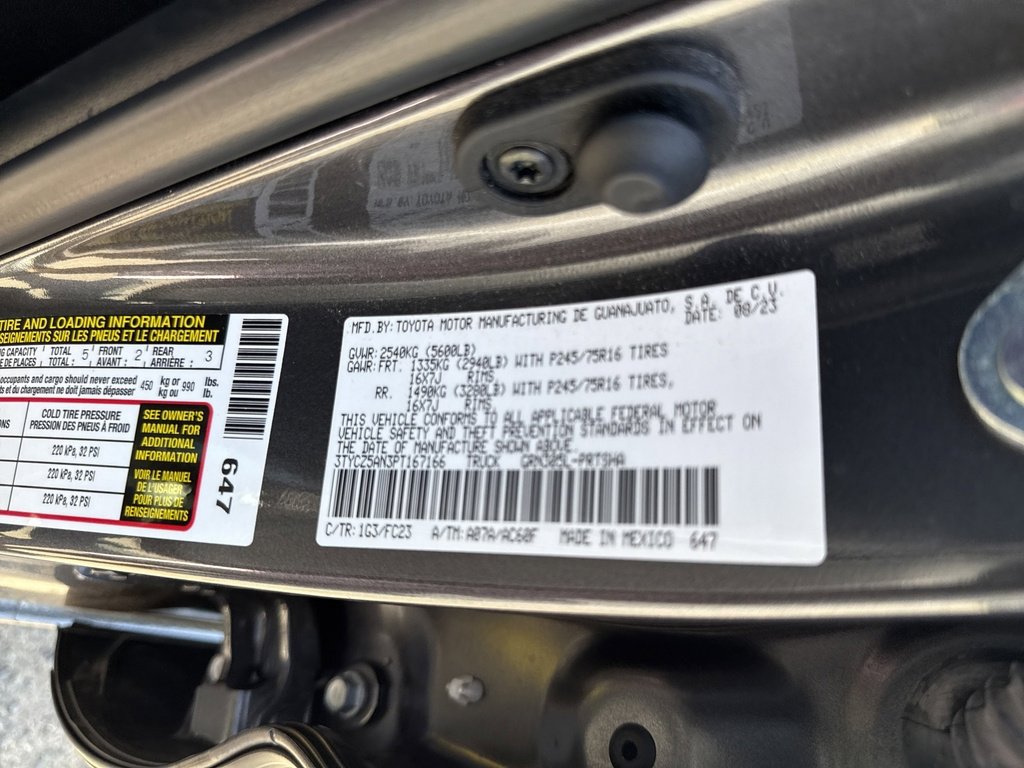 TIRE AND LOADING INFORMATION
SEIGNEMENTS SUR LES PNEUS ET LE CHARGEMENT
NG CAPACITY TOTAL 5 FRONT 2 REAR 3
DE PLACES TOTAL: AVANT: ARRIÈRE:
occupants and cargo should never exceed 450 kg or 990 lbs.
ts et du chargement ne doit jamais dépasser kg ou lb.
COLD TIRE PRESSURE
PRESSION DES PNEUS À FROID
220 kPa, 32 PSI
220 kPa, 32 PSI
220 kPa, 32 PSI
SEE OWNER'S
MANUAL FOR
ADDITIONAL
INFORMATION
VOIR LE MANUEL
DE L'USAGER
POUR PLUS DE
RENSEIGNEMENTS
647
MFD.BY:TOYOTA MOTOR MANUFACTURING DE GUANAJUATO, S.A. DE C.V.
DATE: 08/23
GVWR:2540KG (5600LB)
GAWR:FRT. 1335KG (2940LB) WITH P245/75R16 TIRES
16X7J RIMS
RR. 1490KG (3280LB) WITH P245/75R16 TIRES,
16X7J RIMS
THIS VEHICLE CONFORMS TO ALL APPLICABLE FEDERAL MOTOR
VEHICLE SAFETY AND THEFT PREVENTION STANDARDS IN EFFECT ON
THE DATE OF MANUFACTURE SHOWN ABOVE.
3TYCZ5AN3PT167166 TRUCK
C/TR:1G3/FC23 A/TM:A07A/AC60F MADE IN MEXICO 647